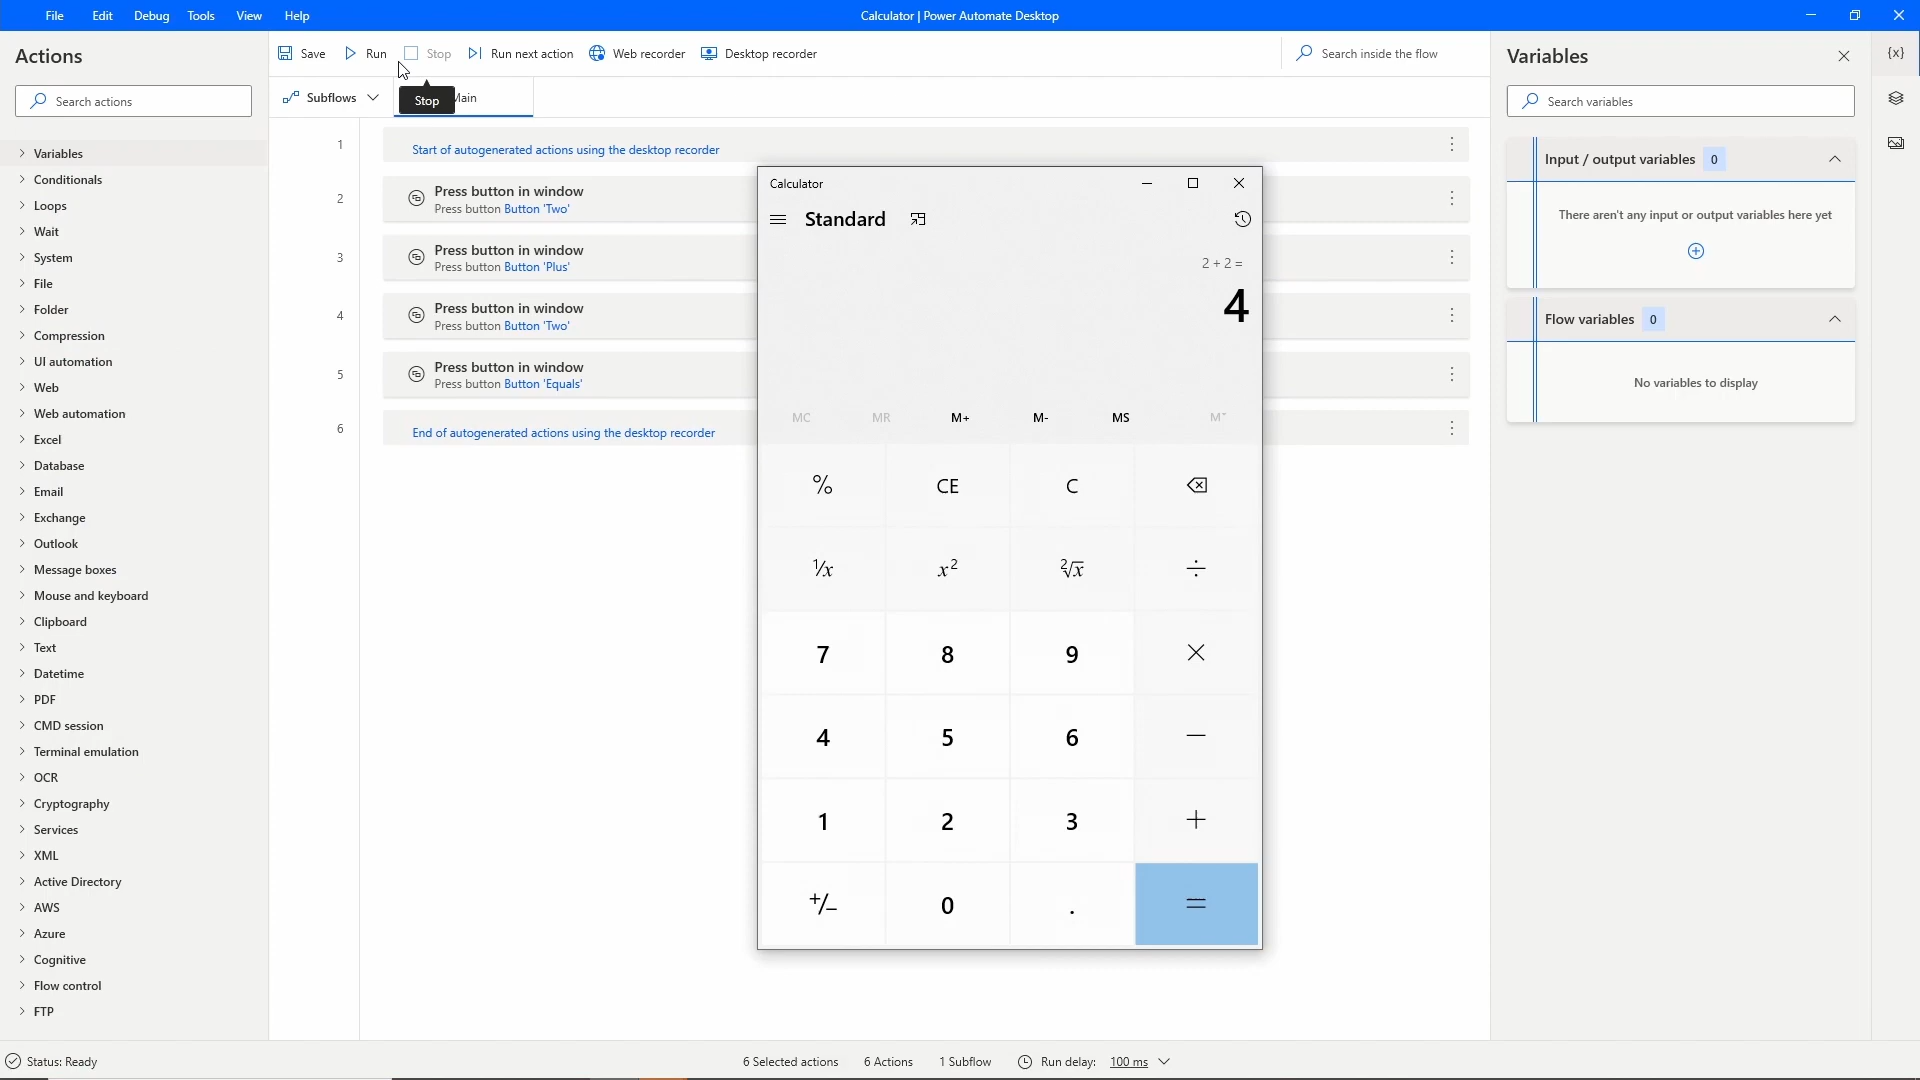 File Edit Debug Tools View Help
Calculator | Power Automate Desktop
Actions
Search actions
Variables
Conditionals
Loops
Wait
System
File
Folder
Compression
UI automation
Web
Web automation
Excel
Database
Email
Exchange
Outlook
Message boxes
Mouse and keyboard
Clipboard
Text
Datetime
PDF
CMD session
Terminal emulation
OCR
Cryptography
Services
XML
Active Directory
AWS
Azure
Cognitive
Flow control
FTP
Save Run Stop Run next action Web recorder Desktop recorder
Search inside the flow
Subflows
Stop
Main
1 Start of autogenerated actions using the desktop recorder
2 Press button in window
Press button Button 'Two'
3 Press button in window
Press button Button 'Plus'
4 Press button in window
Press button Button 'Two'
5 Press button in window
Press button Button 'Equals'
6 End of autogenerated actions using the desktop recorder
Calculator
Standard
2 + 2 =
4
MC MR M+ M- MS M˅
% CE C
¹/x x² ²√x ÷
7 8 9 ×
4 5 6 −
1 2 3 +
+/− 0 . =
Variables
{x}
Search variables
Input / output variables 0
There aren't any input or output variables here yet
Flow variables 0
No variables to display
Status: Ready
6 Selected actions 6 Actions 1 Subflow Run delay: 100 ms